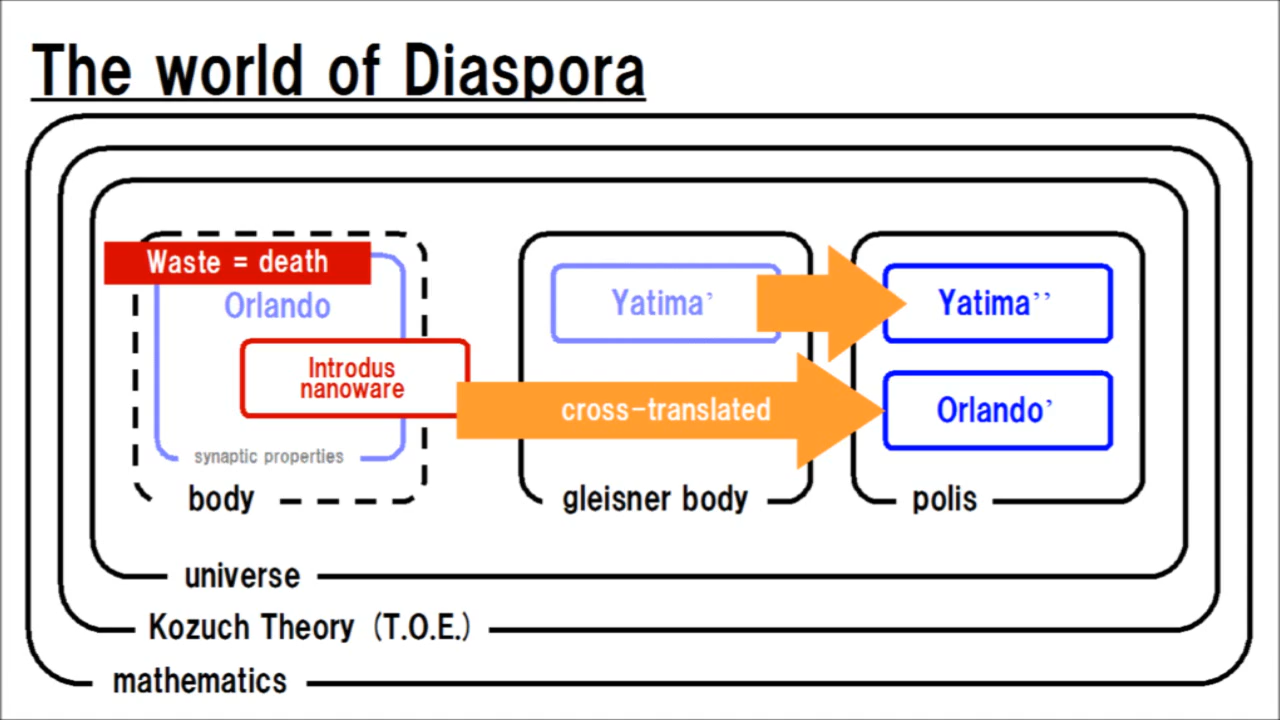 The world of Diaspora
Waste = death
Orlando
Introdus
nanoware
synaptic properties
body
Yatima’
cross-translated
gleisner body
Yatima’’
Orlando’
polis
universe
Kozuch Theory (T.O.E.)
mathematics